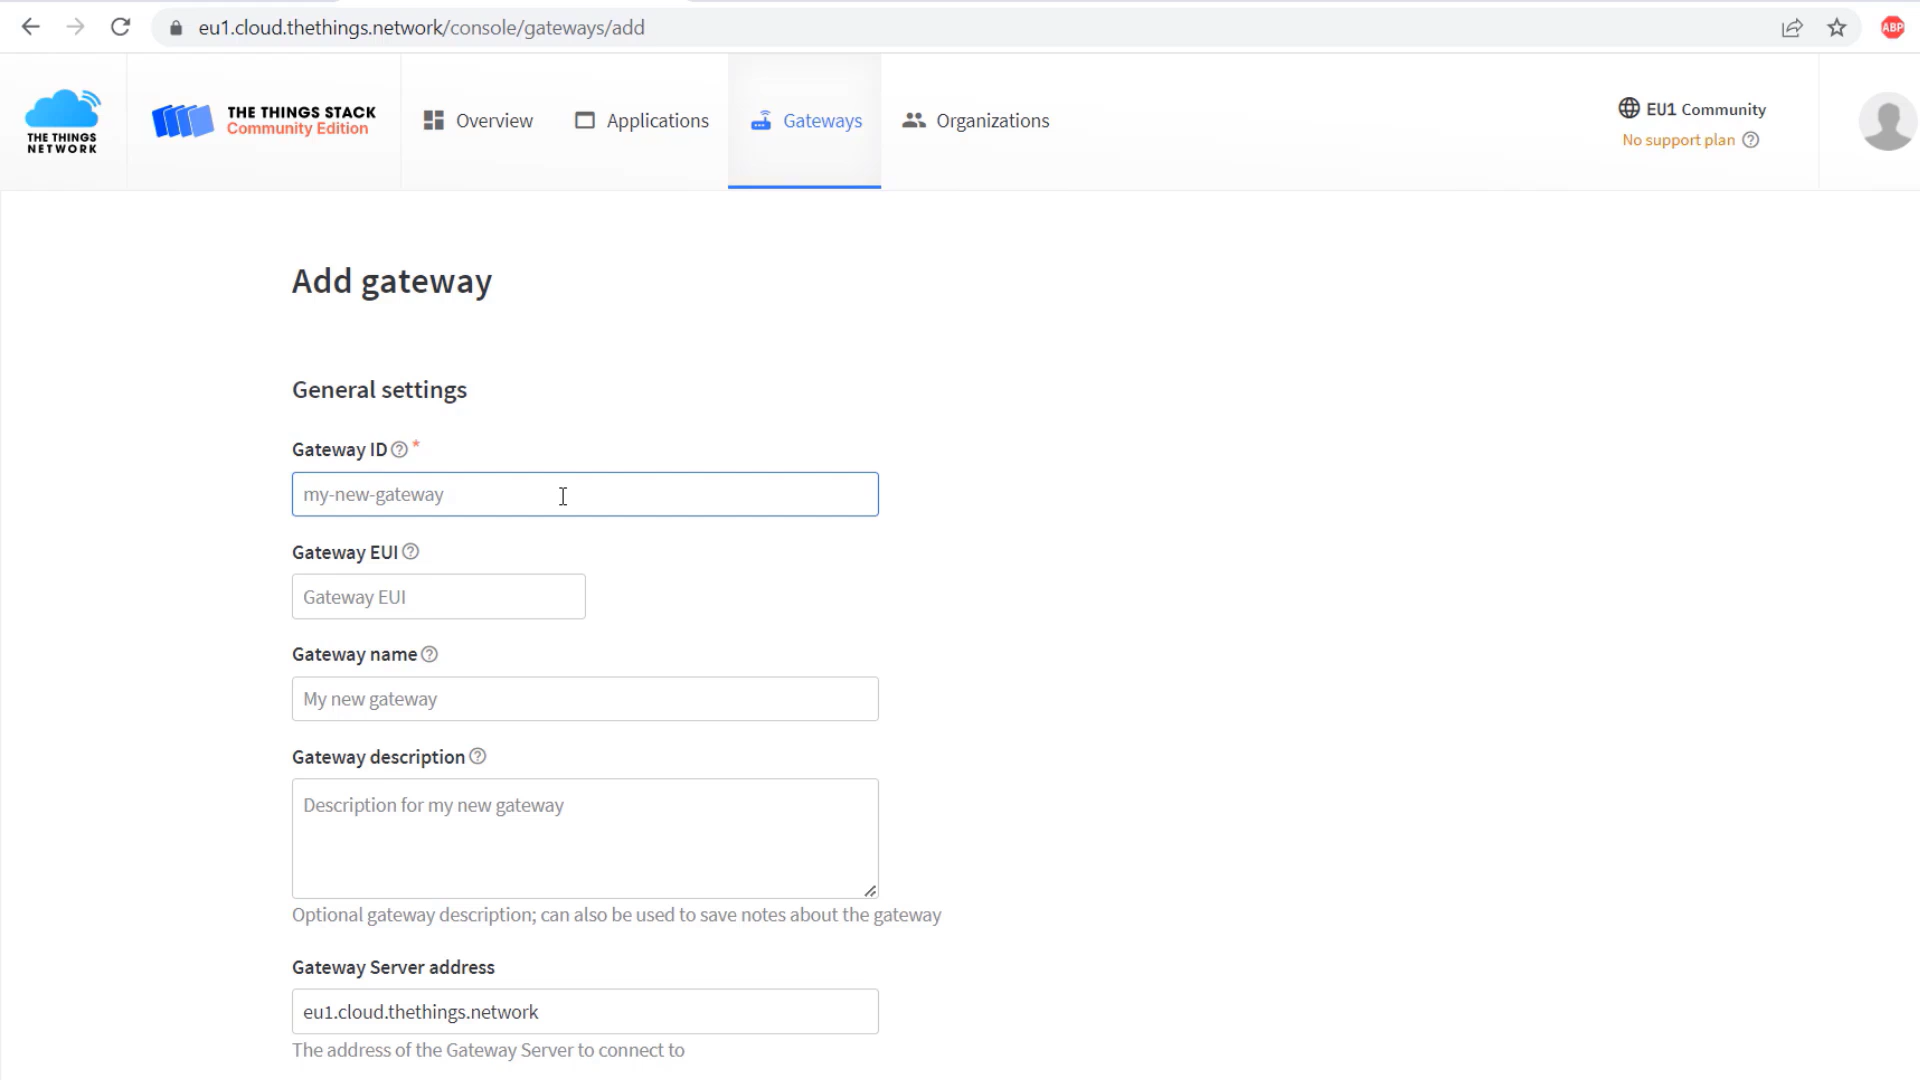 eu1.cloud.thethings.network/console/gateways/add
ABP
THE THINGS
NETWORK
THE THINGS STACK
Community Edition
Overview
Applications
Gateways
Organizations
EU1 Community
No support plan ?
Add gateway
General settings
Gateway ID ? *
my-new-gateway
Gateway EUI ?
Gateway EUI
Gateway name ?
My new gateway
Gateway description ?
Description for my new gateway
Optional gateway description; can also be used to save notes about the gateway
Gateway Server address
eu1.cloud.thethings.network
The address of the Gateway Server to connect to